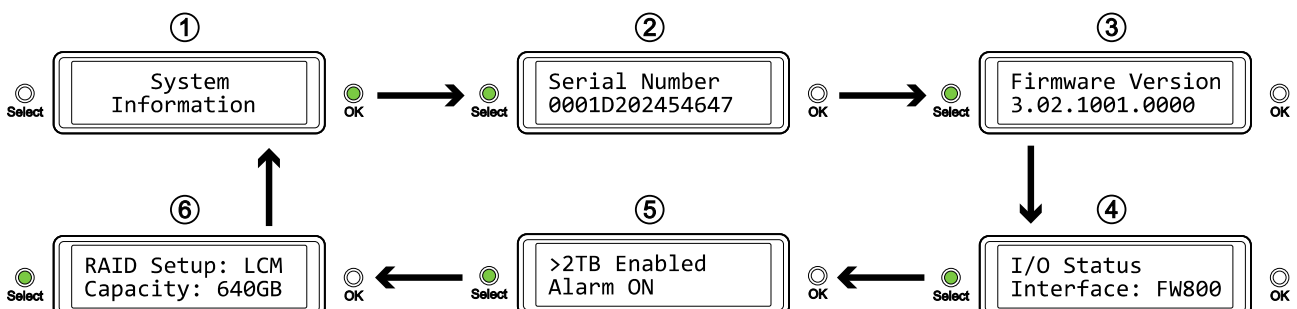 ①
System
Information
Select
OK
②
Serial Number
0001D202454647
Select
OK
③
Firmware Version
3.02.1001.0000
Select
OK
⑥
RAID Setup: LCM
Capacity: 640GB
Select
OK
⑤
>2TB Enabled
Alarm ON
Select
OK
④
I/O Status
Interface: FW800
Select
OK